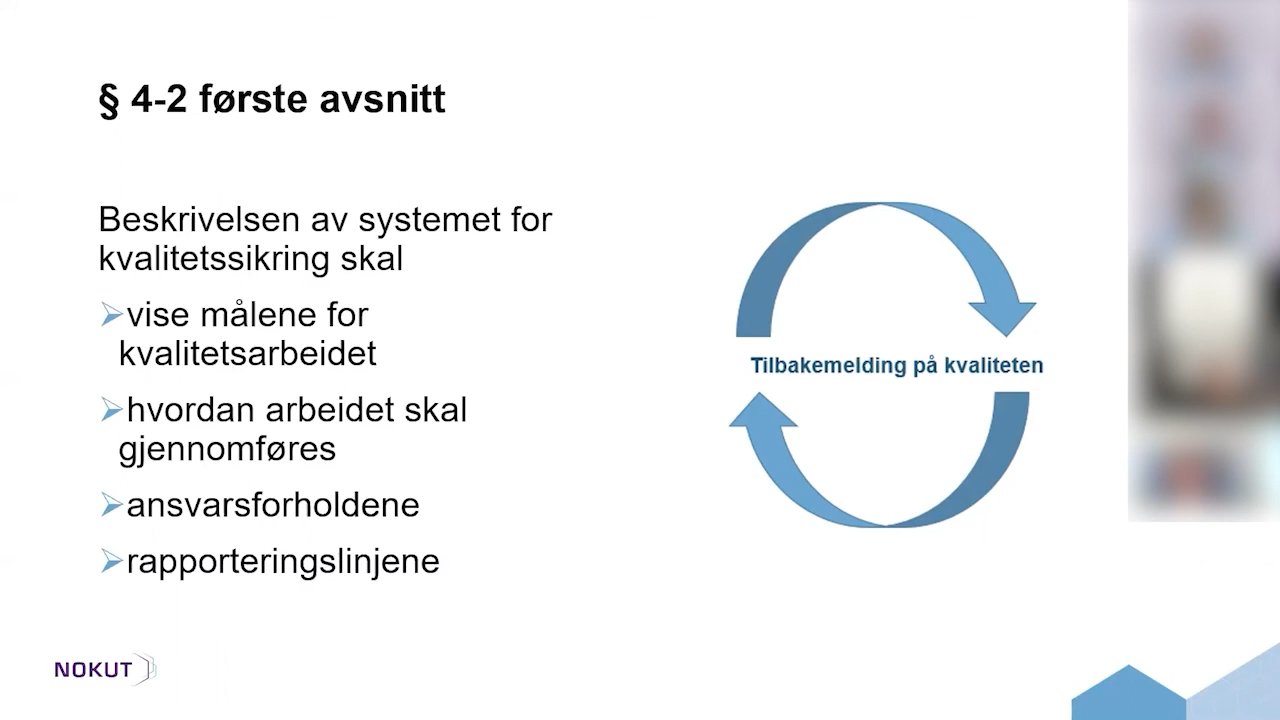 § 4-2 første avsnitt
Beskrivelsen av systemet for
kvalitetssikring skal
vise målene for
kvalitetsarbeidet
hvordan arbeidet skal
gjennomføres
ansvarsforholdene
rapporteringslinjene
Tilbakemelding på kvaliteten
NOKUT